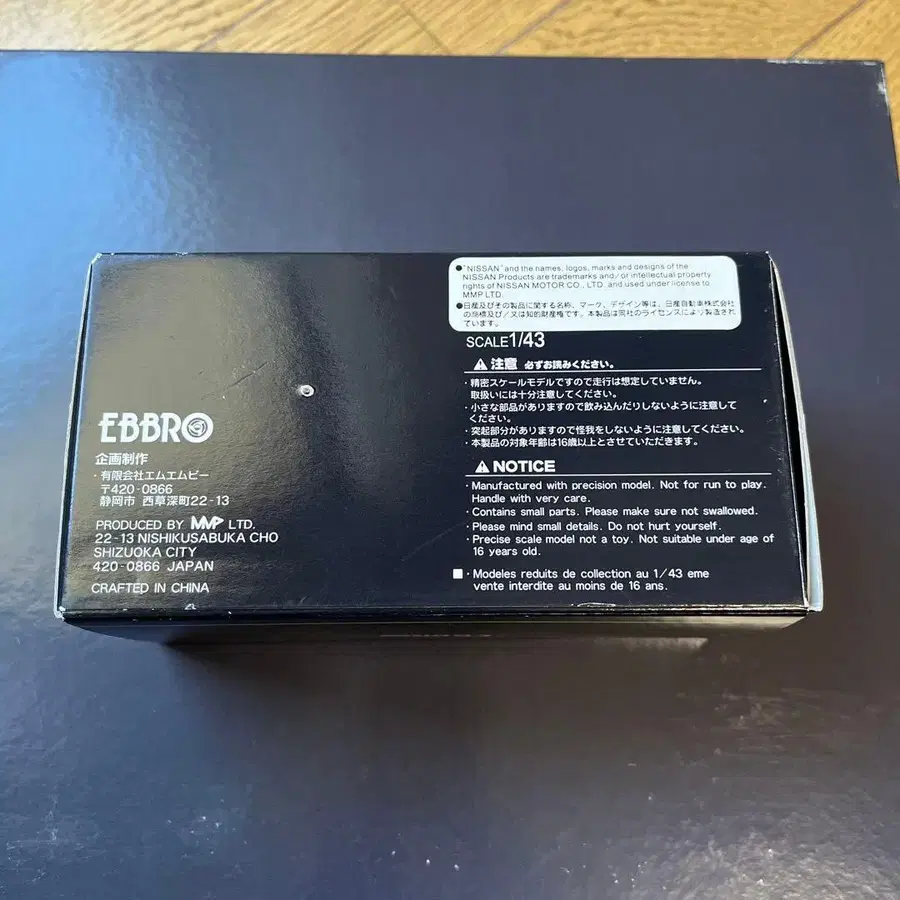 EBBRO
企画制作
・有限会社エムエムピー
〒420-0866
静岡市 西草深町22-13
PRODUCED BY MMP LTD.
22-13 NISHIKUSABUKA CHO
SHIZUOKA CITY
420-0866 JAPAN
CRAFTED IN CHINA
●"NISSAN" and the names, logos, marks and designs of the
NISSAN Products are trademarks and/or intellectual property
rights of NISSAN MOTOR CO., LTD. and used under license to
MMP LTD.
●日産及びその製品に関する名称、マーク、デザイン等は、日産自動車株式会社
の商標及び/又は知的財産権です。本製品は同社のライセンスにより製造され
ています。
SCALE1/43
⚠注意 必ずお読みください。
・精密スケールモデルですので走行は想定していません。
取扱いには十分注意してください。
・小さな部品がありますので飲み込んだりしないように注意して
ください。
・突起部分がありますので怪我をしないように注意してください。
・本製品の対象年齢は16歳以上とさせていただきます。
⚠NOTICE
・Manufactured with precision model. Not for run to play.
Handle with very care.
・Contains small parts. Please make sure not swallowed.
・Please mind small details. Do not hurt yourself.
・Precise scale model not a toy. Not suitable under age of
16 years old.
■・Modeles reduits de collection au 1/43 eme
vente interdite au moins de 16 ans.